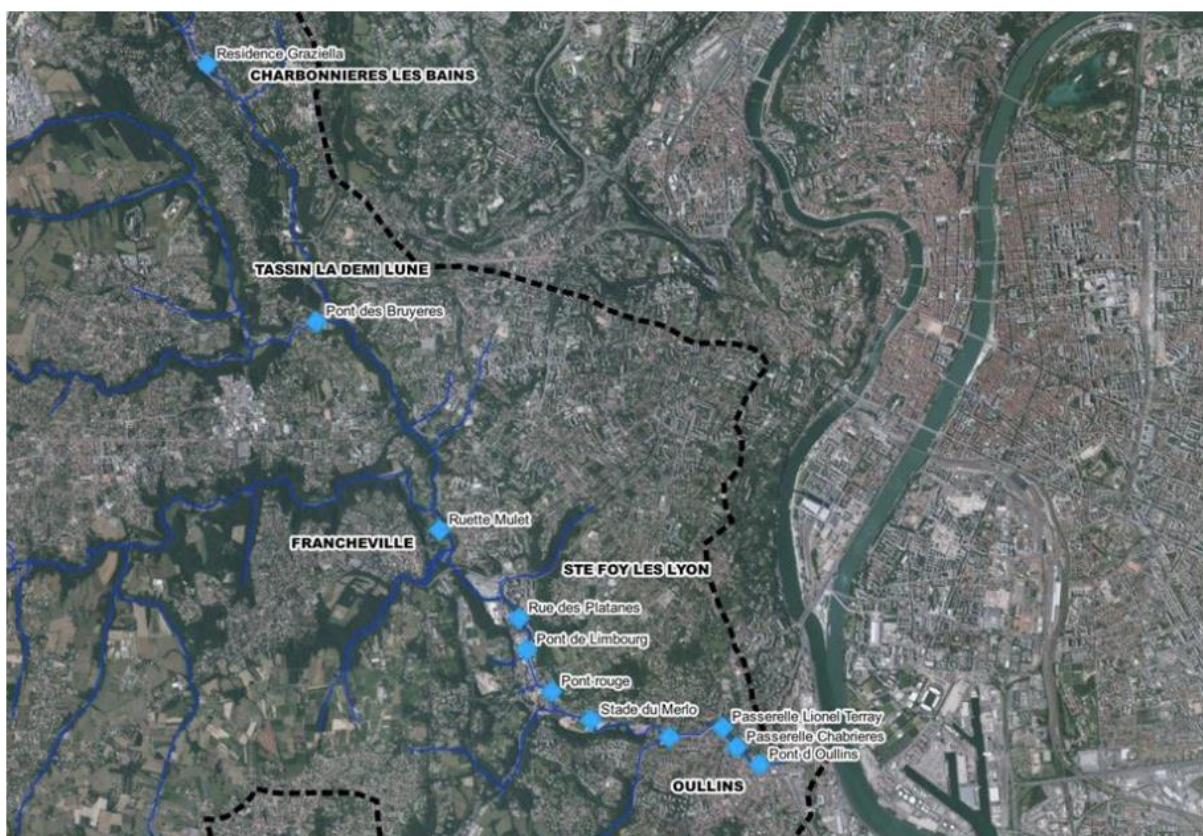 Residence Graziella
CHARBONNIERES LES BAINS
TASSIN LA DEMI LUNE
Pont des Bruyeres
Ruette Mulet
FRANCHEVILLE
STE FOY LES LYON
Rue des Platanes
Pont de Limbourg
Pont rouge
Stade du Merlo
Passerelle Lionel Terray
Passerelle Chabrieres
Pont d Oullins
OULLINS